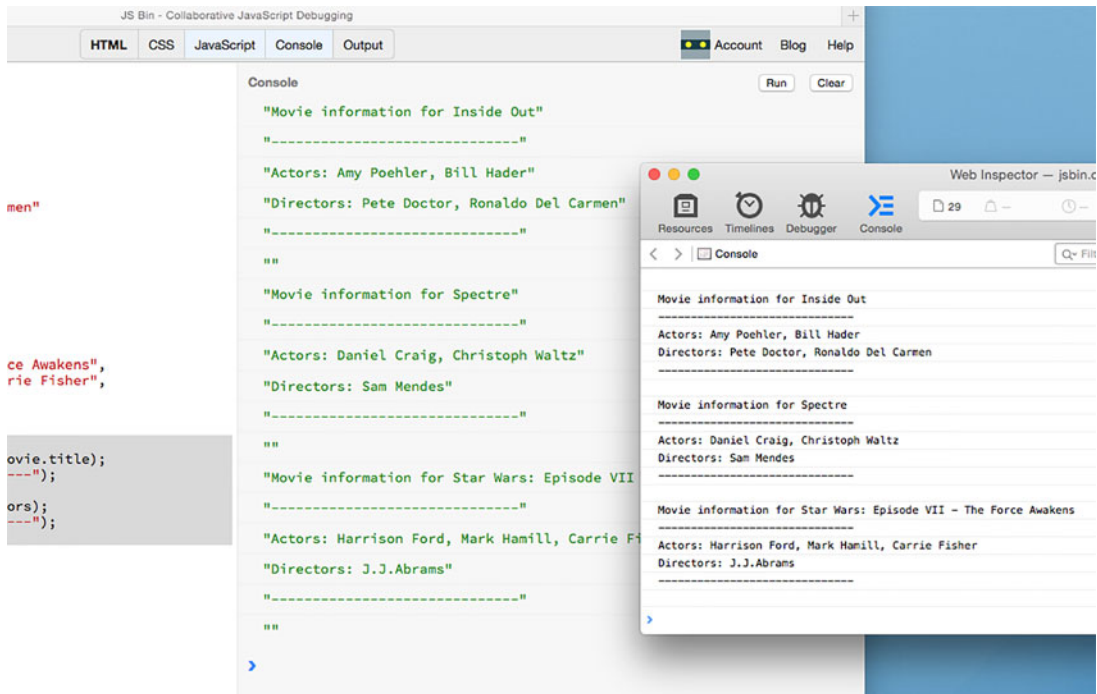 JS Bin - Collaborative JavaScript Debugging
HTML CSS JavaScript Console Output
Account Blog Help
men"
ce Awakens",
rie Fisher",
ovie.title);
---");
ors);
---");
Console
Run Clear
"Movie information for Inside Out"
"------------------------------"
"Actors: Amy Poehler, Bill Hader"
"Directors: Pete Doctor, Ronaldo Del Carmen"
"------------------------------"
""
"Movie information for Spectre"
"------------------------------"
"Actors: Daniel Craig, Christoph Waltz"
"Directors: Sam Mendes"
"------------------------------"
""
"Movie information for Star Wars: Episode VII
"------------------------------"
"Actors: Harrison Ford, Mark Hamill, Carrie Fi
"Directors: J.J.Abrams"
"------------------------------"
""
Web Inspector — jsbin.c
Resources Timelines Debugger Console
29
Console
Filt
Movie information for Inside Out
------------------------------
Actors: Amy Poehler, Bill Hader
Directors: Pete Doctor, Ronaldo Del Carmen
------------------------------
Movie information for Spectre
------------------------------
Actors: Daniel Craig, Christoph Waltz
Directors: Sam Mendes
------------------------------
Movie information for Star Wars: Episode VII – The Force Awakens
------------------------------
Actors: Harrison Ford, Mark Hamill, Carrie Fisher
Directors: J.J.Abrams
------------------------------